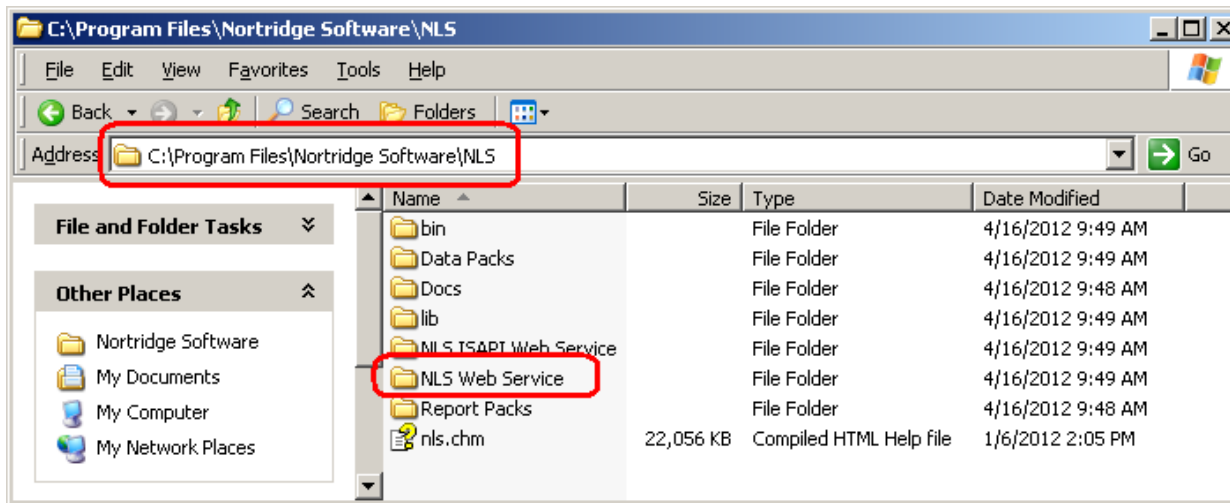 C:\Program Files\Nortridge Software\NLS
File Edit View Favorites Tools Help
Back Search Folders
Address C:\Program Files\Nortridge Software\NLS Go
File and Folder Tasks
Other Places
Nortridge Software
My Documents
My Computer
My Network Places
Name Size Type Date Modified
bin File Folder 4/16/2012 9:49 AM
Data Packs File Folder 4/16/2012 9:49 AM
Docs File Folder 4/16/2012 9:48 AM
lib File Folder 4/16/2012 9:49 AM
NLS ISAPI Web Service File Folder 4/16/2012 9:49 AM
NLS Web Service File Folder 4/16/2012 9:49 AM
Report Packs File Folder 4/16/2012 9:48 AM
nls.chm 22,056 KB Compiled HTML Help file 1/6/2012 2:05 PM